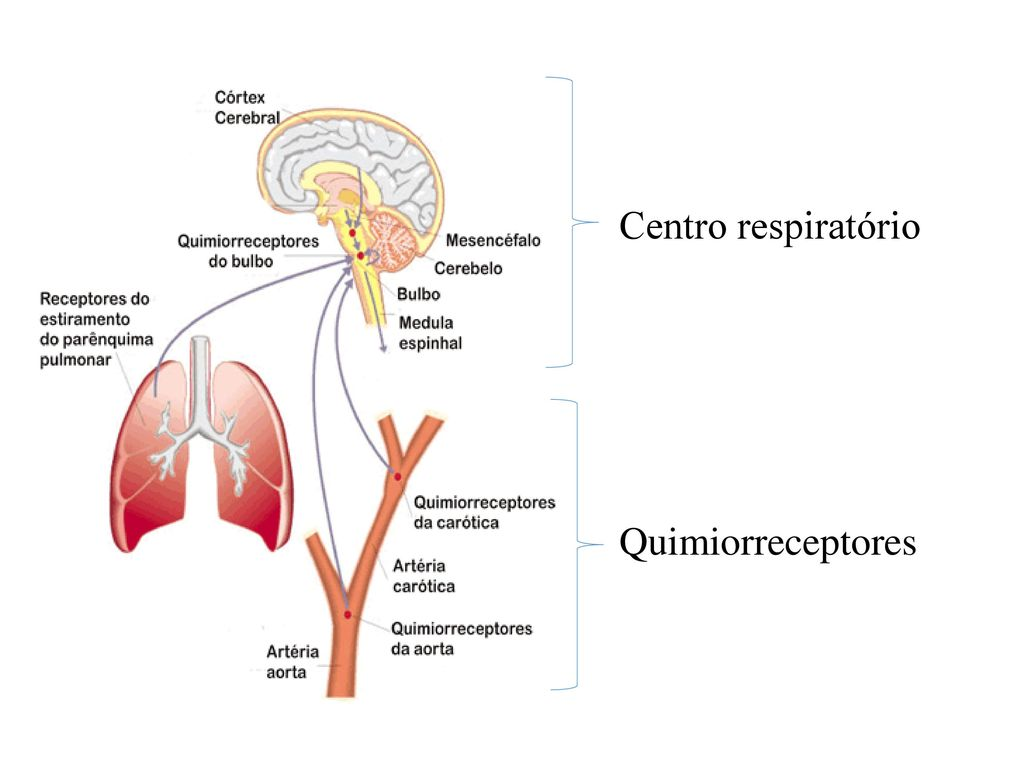 Córtex
Cerebral
Centro respiratório
Quimiorreceptores
do bulbo
Mesencéfalo
Cerebelo
Bulbo
Receptores do
estiramento
do parênquima
pulmonar
Medula
espinhal
Quimiorreceptores
da carótica
Quimiorreceptores
Artéria
carótica
Quimiorreceptores
da aorta
Artéria
aorta